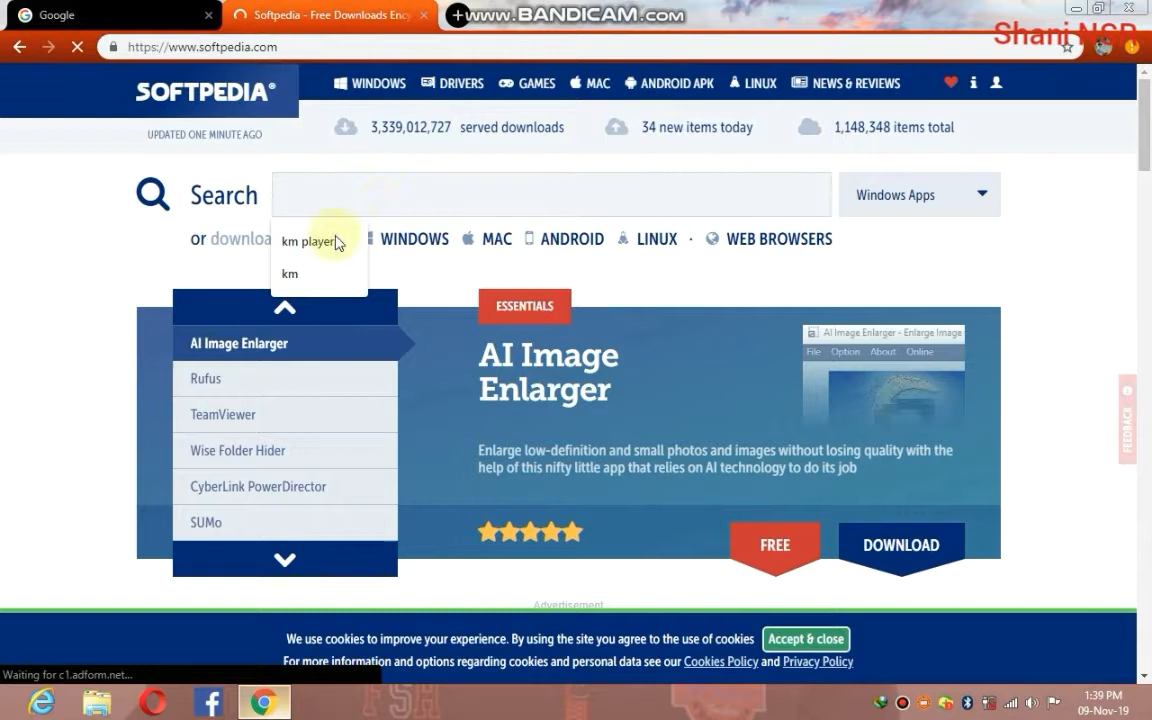 Google
Softpedia - Free Downloads Ency
www.BANDICAM.com
Shani NSP
https://www.softpedia.com
SOFTPEDIA®
WINDOWS
DRIVERS
GAMES
MAC
ANDROID APK
LINUX
NEWS & REVIEWS
UPDATED ONE MINUTE AGO
3,339,012,727 served downloads
34 new items today
1,148,348 items total
Search
Windows Apps
or downloa
WINDOWS
MAC
ANDROID
LINUX
·
WEB BROWSERS
km player
km
AI Image Enlarger
Rufus
TeamViewer
Wise Folder Hider
CyberLink PowerDirector
SUMo
ESSENTIALS
AI Image
Enlarger
AI Image Enlarger - Enlarge Image
File Option About Online
Enlarge low-definition and small photos and images without losing quality with the
help of this nifty little app that relies on AI technology to do its job
FREE
DOWNLOAD
FEEDBACK
Advertisement
We use cookies to improve your experience. By using the site you agree to the use of cookies
Accept & close
For more information and options regarding cookies and personal data see our Cookies Policy and Privacy Policy
Waiting for c1.adform.net...
FSH
1:39 PM
09-Nov-19